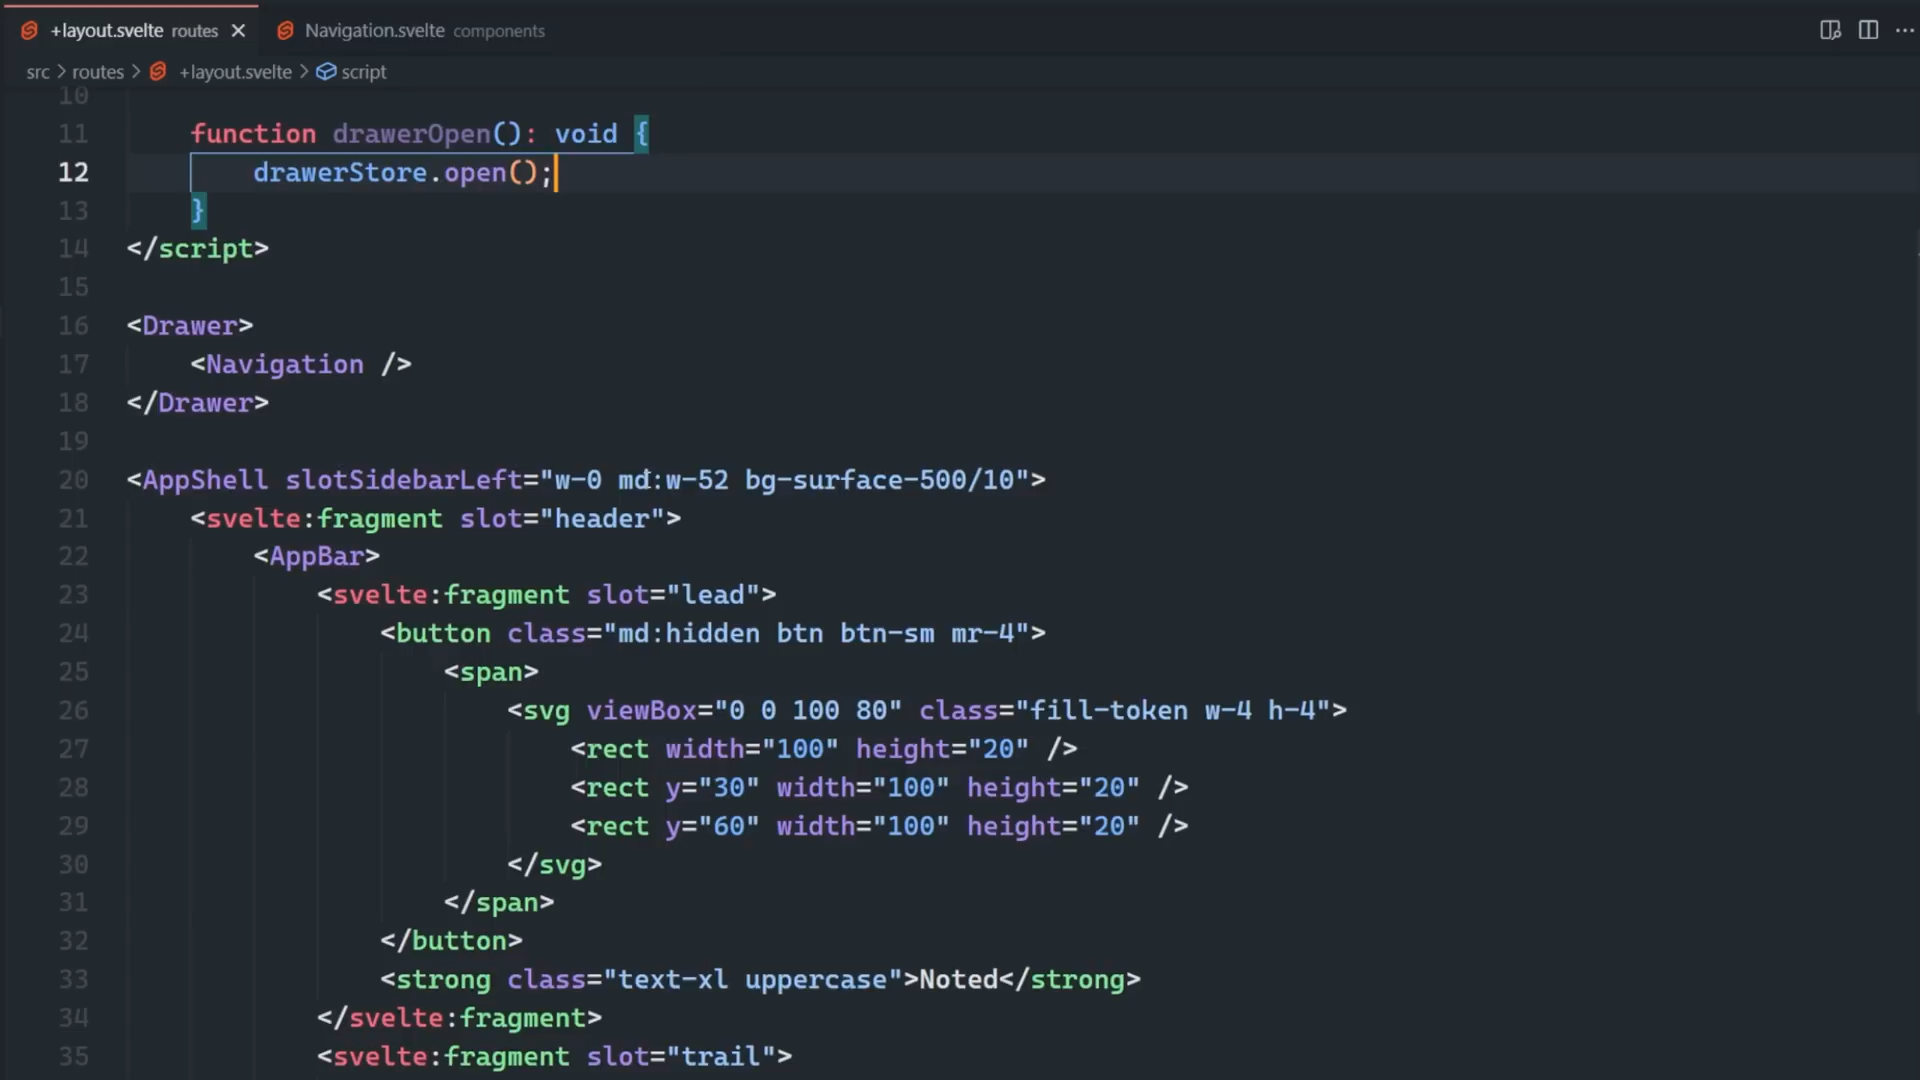 +layout.svelte routes
Navigation.svelte components
src > routes > +layout.svelte > script
10
11 function drawerOpen(): void {
12 drawerStore.open();
13 }
14 </script>
15
16 <Drawer>
17 <Navigation />
18 </Drawer>
19
20 <AppShell slotSidebarLeft="w-0 md:w-52 bg-surface-500/10">
21 <svelte:fragment slot="header">
22 <AppBar>
23 <svelte:fragment slot="lead">
24 <button class="md:hidden btn btn-sm mr-4">
25 <span>
26 <svg viewBox="0 0 100 80" class="fill-token w-4 h-4">
27 <rect width="100" height="20" />
28 <rect y="30" width="100" height="20" />
29 <rect y="60" width="100" height="20" />
30 </svg>
31 </span>
32 </button>
33 <strong class="text-xl uppercase">Noted</strong>
34 </svelte:fragment>
35 <svelte:fragment slot="trail">